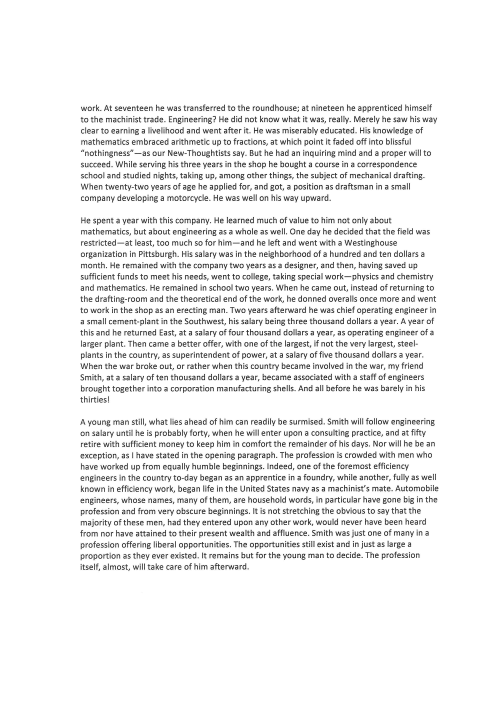 work. At seventeen he was transferred to the roundhouse; at nineteen he apprenticed himself
to the machinist trade. Engineering? He did not know what it was, really. Merely he saw his way
clear to earning a livelihood and went after it. He was miserably educated. His knowledge of
mathematics embraced arithmetic up to fractions, at which point it faded off into blissful
"nothingness"—as our New-Thoughtists say. But he had an inquiring mind and a proper will to
succeed. While serving his three years in the shop he bought a course in a correspondence
school and studied nights, taking up, among other things, the subject of mechanical drafting.
When twenty-two years of age he applied for, and got, a position as draftsman in a small
company developing a motorcycle. He was well on his way upward.
He spent a year with this company. He learned much of value to him not only about
mathematics, but about engineering as a whole as well. One day he decided that the field was
restricted—at least, too much so for him—and he left and went with a Westinghouse
organization in Pittsburgh. His salary was in the neighborhood of a hundred and ten dollars a
month. He remained with the company two years as a designer, and then, having saved up
sufficient funds to meet his needs, went to college, taking special work—physics and chemistry
and mathematics. He remained in school two years. When he came out, instead of returning to
the drafting-room and the theoretical end of the work, he donned overalls once more and went
to work in the shop as an erecting man. Two years afterward he was chief operating engineer in
a small cement-plant in the Southwest, his salary being three thousand dollars a year. A year of
this and he returned East, at a salary of four thousand dollars a year, as operating engineer of a
larger plant. Then came a better offer, with one of the largest, if not the very largest, steel-
plants in the country, as superintendent of power, at a salary of five thousand dollars a year.
When the war broke out, or rather when this country became involved in the war, my friend
Smith, at a salary of ten thousand dollars a year, became associated with a staff of engineers
brought together into a corporation manufacturing shells. And all before he was barely in his
thirties!
A young man still, what lies ahead of him can readily be surmised. Smith will follow engineering
on salary until he is probably forty, when he will enter upon a consulting practice, and at fifty
retire with sufficient money to keep him in comfort the remainder of his days. Nor will he be an
exception, as I have stated in the opening paragraph. The profession is crowded with men who
have worked up from equally humble beginnings. Indeed, one of the foremost efficiency
engineers in the country to-day began as an apprentice in a foundry, while another, fully as well
known in efficiency work, began life in the United States navy as a machinist's mate. Automobile
engineers, whose names, many of them, are household words, in particular have gone big in the
profession and from very obscure beginnings. It is not stretching the obvious to say that the
majority of these men, had they entered upon any other work, would never have been heard
from nor have attained to their present wealth and affluence. Smith was just one of many in a
profession offering liberal opportunities. The opportunities still exist and in just as large a
proportion as they ever existed. It remains but for the young man to decide. The profession
itself, almost, will take care of him afterward.